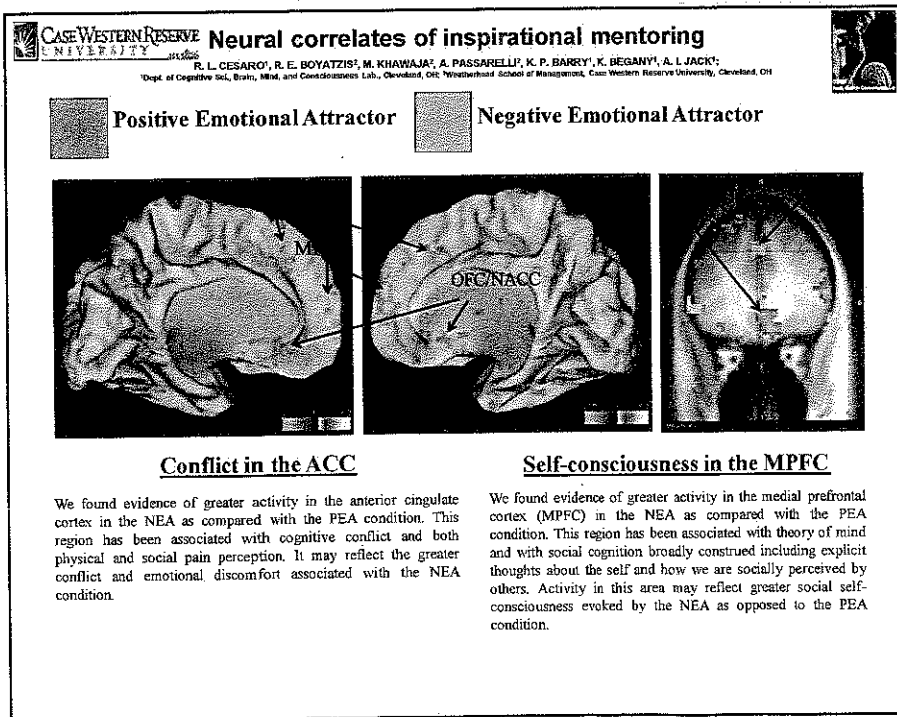 CASE WESTERN RESERVE
UNIVERSITY
Neural correlates of inspirational mentoring
R. L. CESARO¹, R. E. BOYATZIS², M. KHAWAJA², A. PASSARELLI², K. P. BARRY¹, K. BEGANY¹, A. I. JACK¹;
¹Dept. of Cognitive Sci., Brain, Mind, and Consciousness Lab., Cleveland, OH; ²Weatherhead School of Management, Case Western Reserve University, Cleveland, OH
Positive Emotional Attractor
Negative Emotional Attractor
M
OFC/NACC
Conflict in the ACC
We found evidence of greater activity in the anterior cingulate
cortex in the NEA as compared with the PEA condition. This
region has been associated with cognitive conflict and both
physical and social pain perception. It may reflect the greater
conflict and emotional discomfort associated with the NEA
condition.
Self-consciousness in the MPFC
We found evidence of greater activity in the medial prefrontal
cortex (MPFC) in the NEA as compared with the PEA
condition. This region has been associated with theory of mind
and with social cognition broadly construed including explicit
thoughts about the self and how we are socially perceived by
others. Activity in this area may reflect greater social self-
consciousness evoked by the NEA as opposed to the PEA
condition.